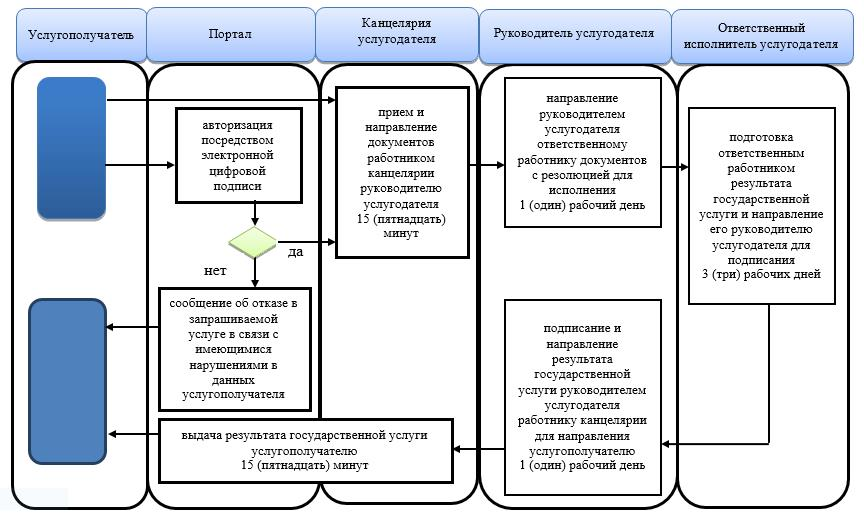 Услугополучатель
Портал
Канцелярия
услугодателя
Руководитель услугодателя
Ответственный
исполнитель услугодателя
авторизация
посредством
электронной
цифровой
подписи
да
нет
сообщение об отказе в
запрашиваемой
услуге в связи с
имеющимися
нарушениями в
данных
услугополучателя
прием и
направление
документов
работником
канцелярии
руководителю
услугодателя
15 (пятнадцать)
минут
направление
руководителем
услугодателя
ответственному
работнику документов
с резолюцией для
исполнения
1 (один) рабочий день
подготовка
ответственным
работником
результата
государственной
услуги и направление
его руководителю
услугодателя для
подписания
3 (три) рабочих дней
подписание и
направление
результата
государственной
услуги руководителем
услугодателя
работнику канцелярии
для направления
услугополучателю
1 (один) рабочий день
выдача результата государственной услуги
услугополучателю
15 (пятнадцать) минут